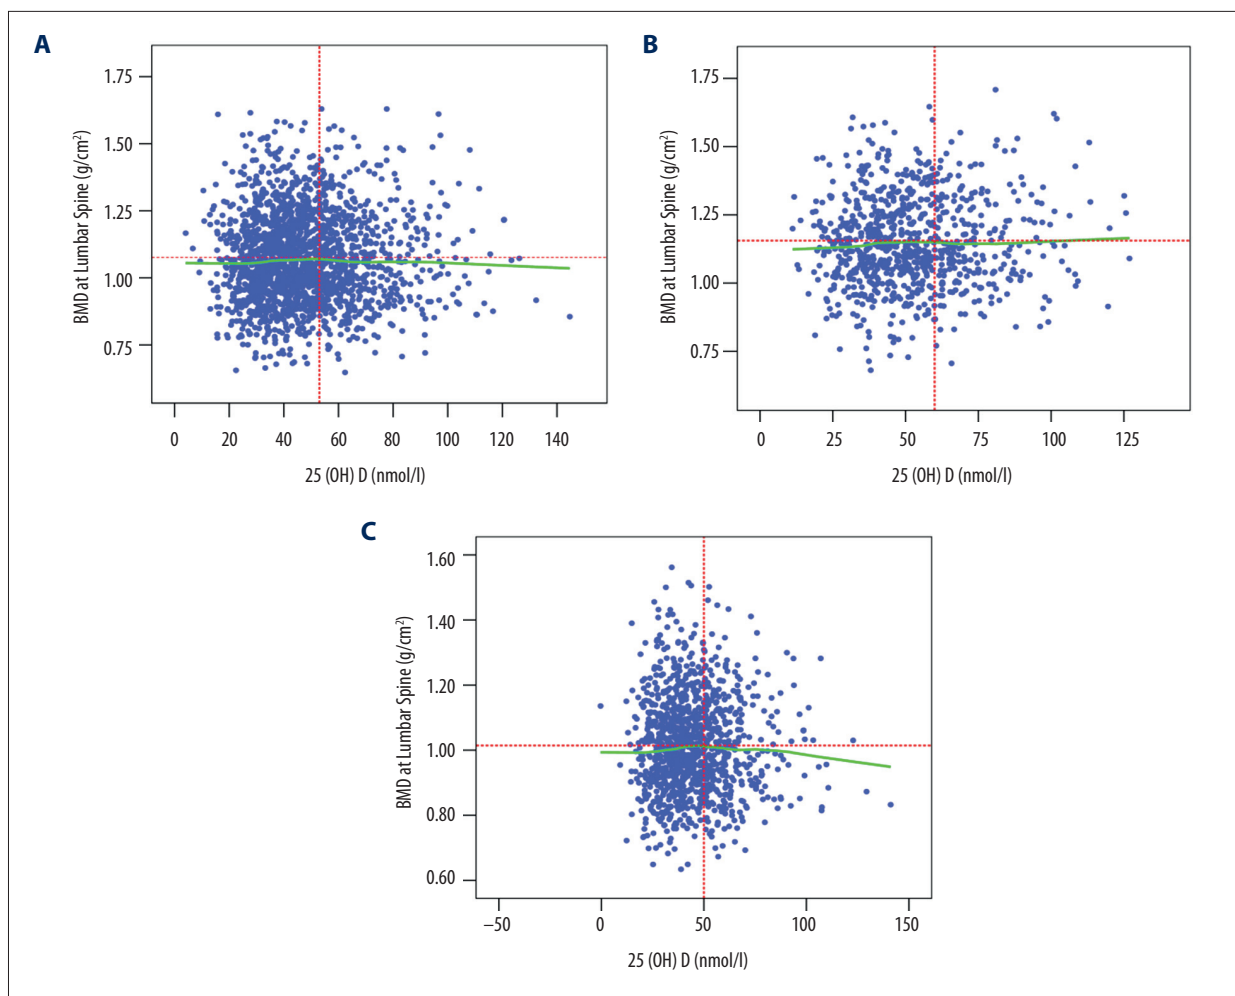 A
BMD at Lumbar Spine (g/cm²)
1.75
1.50
1.25
1.00
0.75
0 20 40 60 80 100 120 140
25 (OH) D (nmol/l)
B
BMD at Lumbar Spine (g/cm²)
1.75
1.50
1.25
1.00
0.75
0 25 50 75 100 125
25 (OH) D (nmol/l)
C
BMD at Lumbar Spine (g/cm²)
1.60
1.40
1.20
1.00
0.80
0.60
–50 0 50 100 150
25 (OH) D (nmol/l)